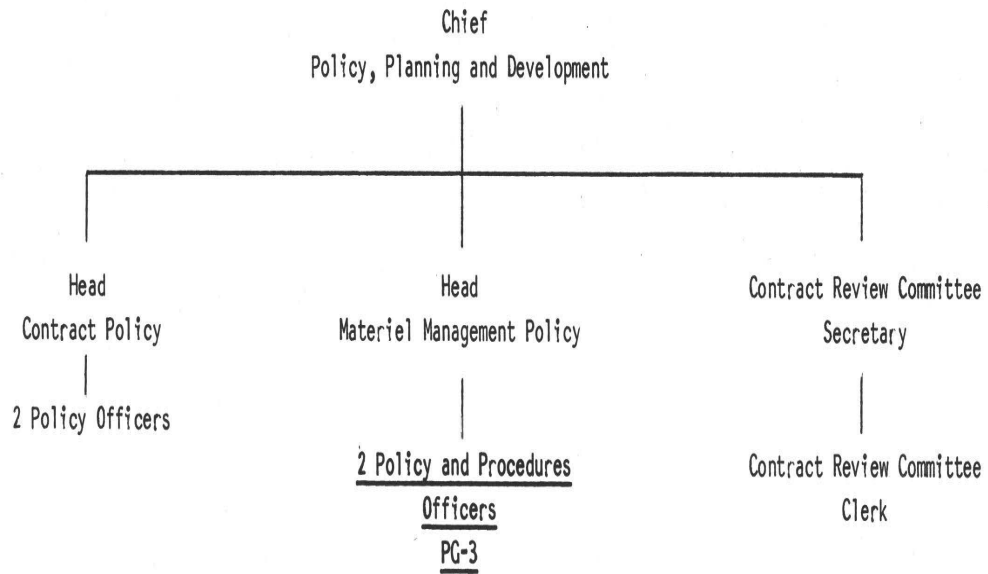 Chief
Policy, Planning and Development
Head
Contract Policy
2 Policy Officers
Head
Materiel Management Policy
2 Policy and Procedures
Officers
PG-3
Contract Review Committee
Secretary
Contract Review Committee
Clerk